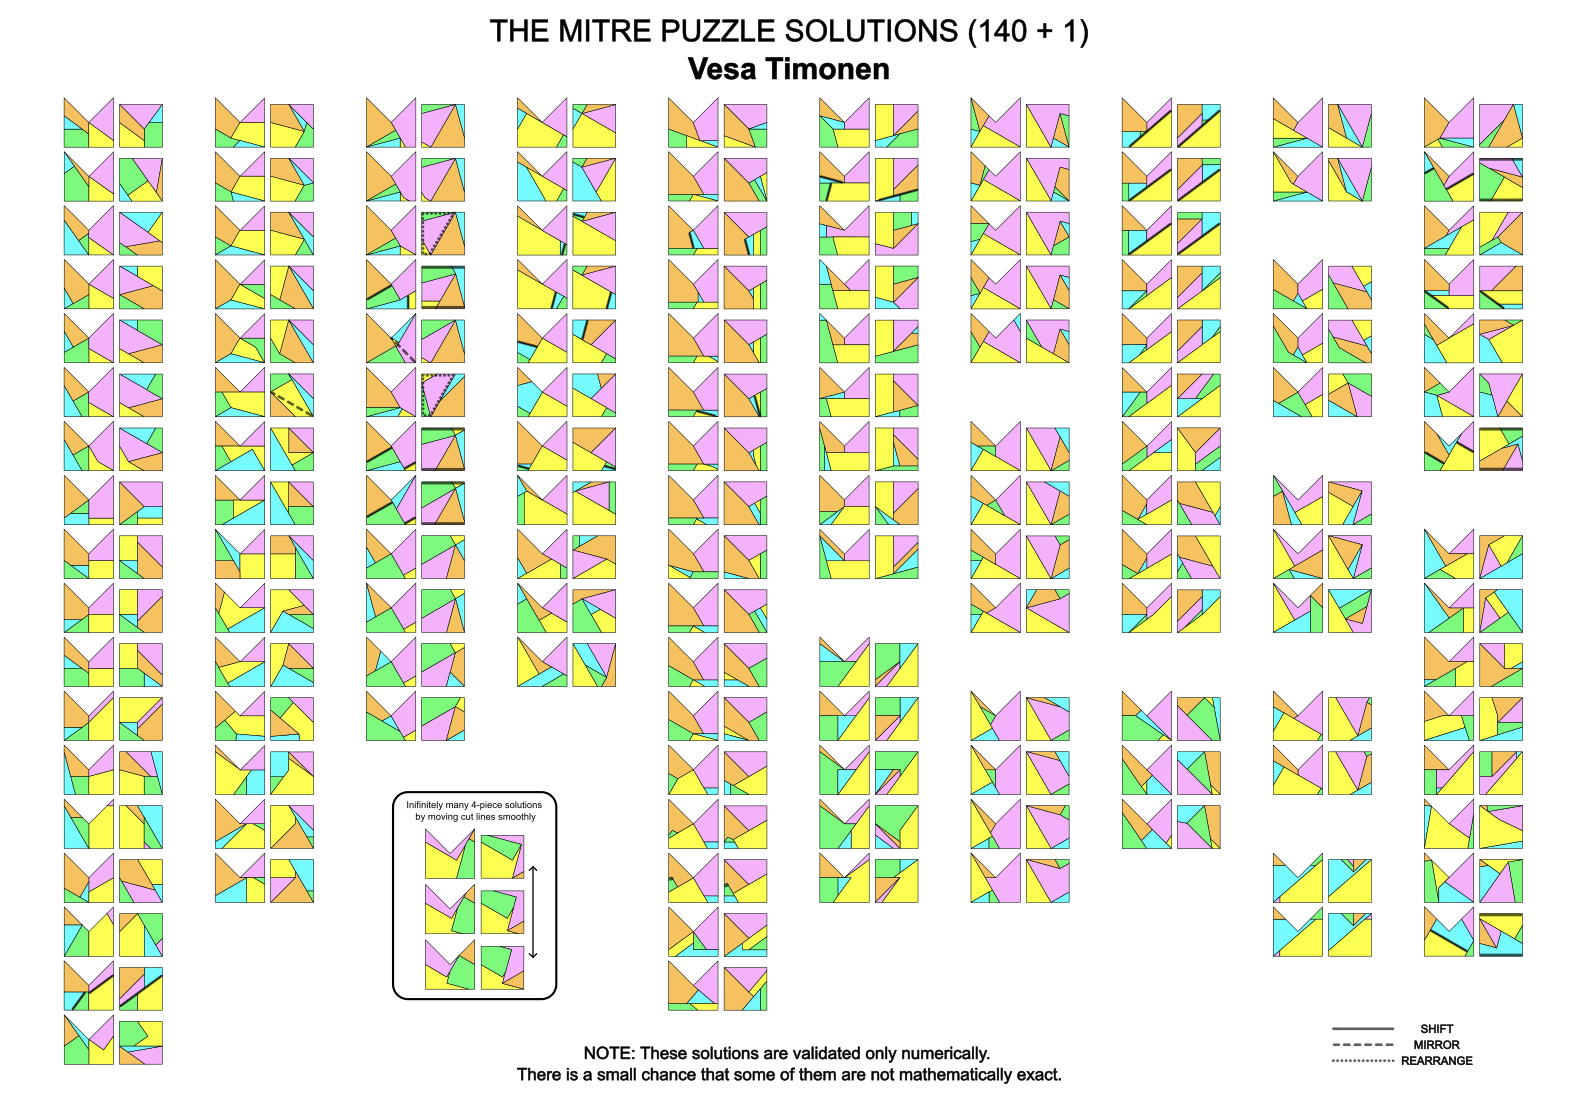 THE MITRE PUZZLE SOLUTIONS (140 + 1)
Vesa Timonen
Inifinitely many 4-piece solutions
by moving cut lines smoothly
NOTE: These solutions are validated only numerically.
There is a small chance that some of them are not mathematically exact.
SHIFT
MIRROR
REARRANGE